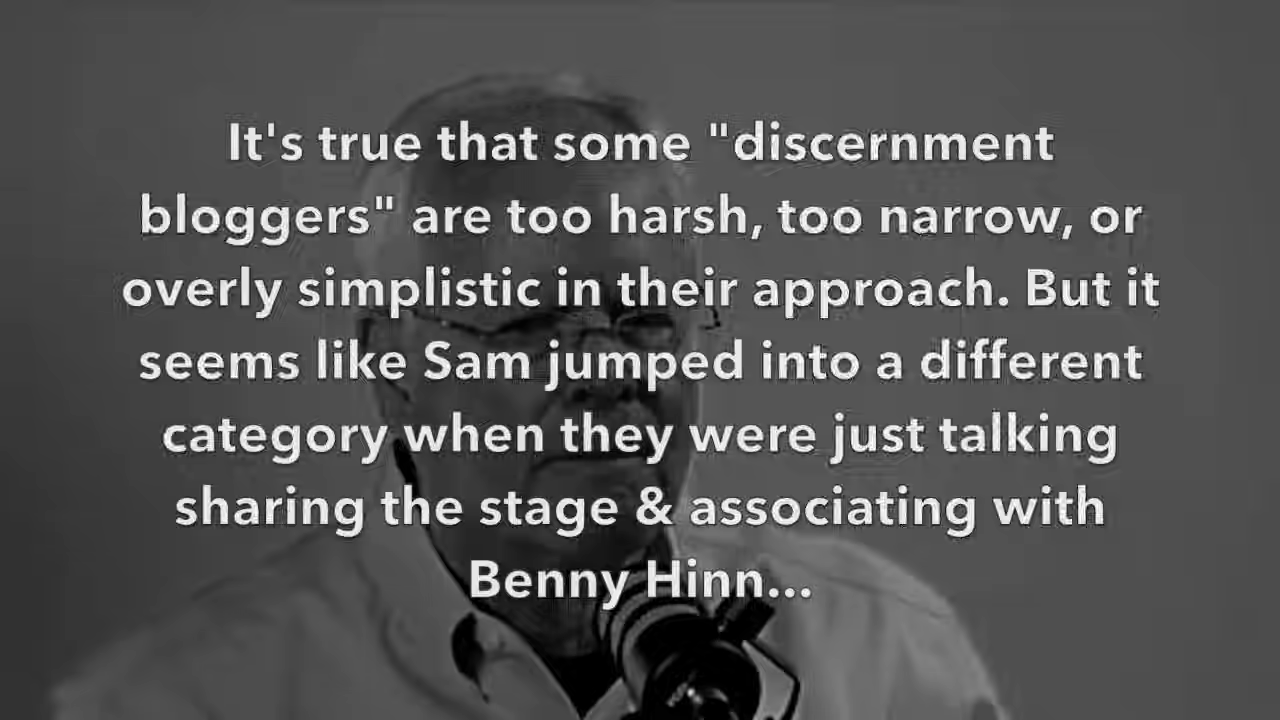 It's true that some "discernment
bloggers" are too harsh, too narrow, or
overly simplistic in their approach. But it
seems like Sam jumped into a different
category when they were just talking
sharing the stage & associating with
Benny Hinn...